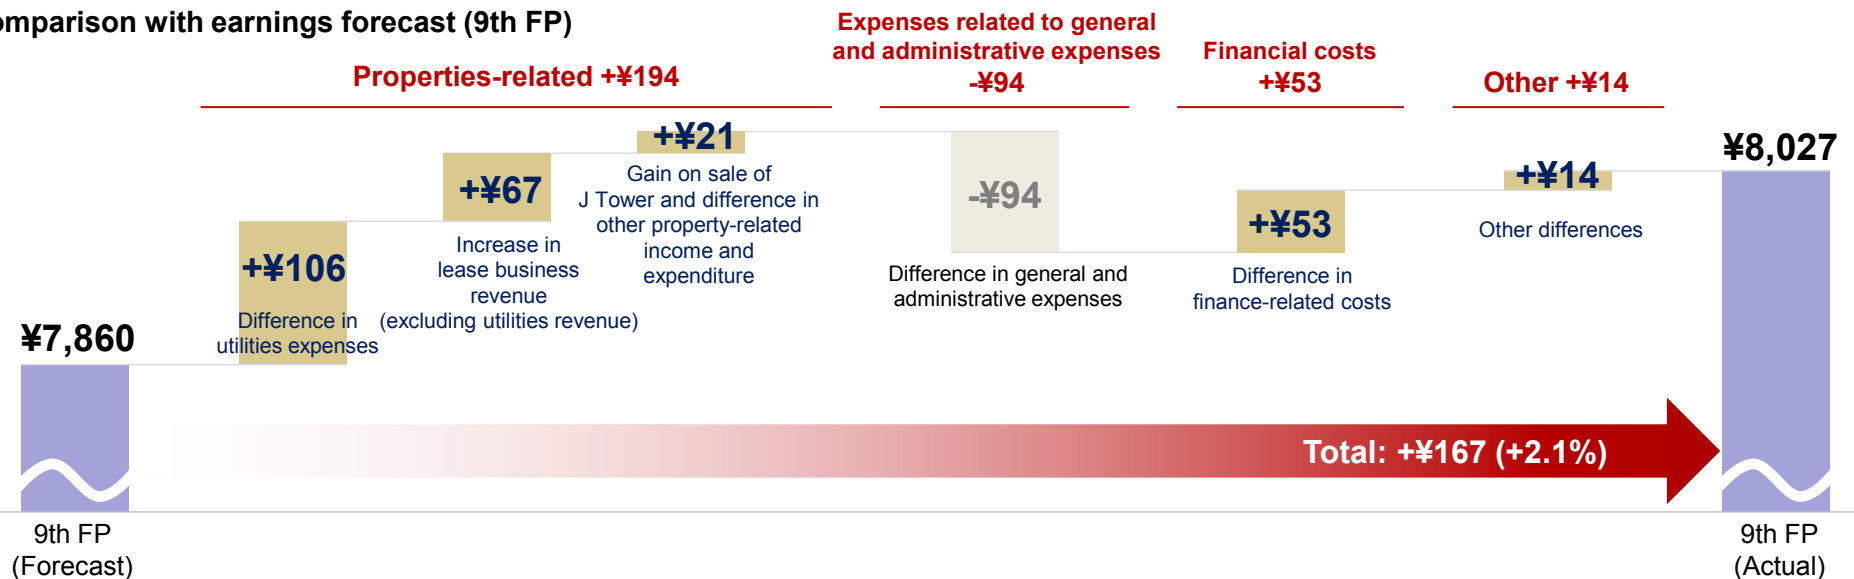 omparison with earnings forecast (9th FP)
Properties-related +¥194
Expenses related to general
and administrative expenses
-¥94
Financial costs
+¥53
Other +¥14
¥7,860
+¥106
Difference in
utilities expenses
+¥67
Increase in
lease business
revenue
(excluding utilities revenue)
+¥21
Gain on sale of
J Tower and difference in
other property-related
income and
expenditure
-¥94
Difference in general and
administrative expenses
+¥53
Difference in
finance-related costs
+¥14
Other differences
¥8,027
Total: +¥167 (+2.1%)
9th FP
(Forecast)
9th FP
(Actual)